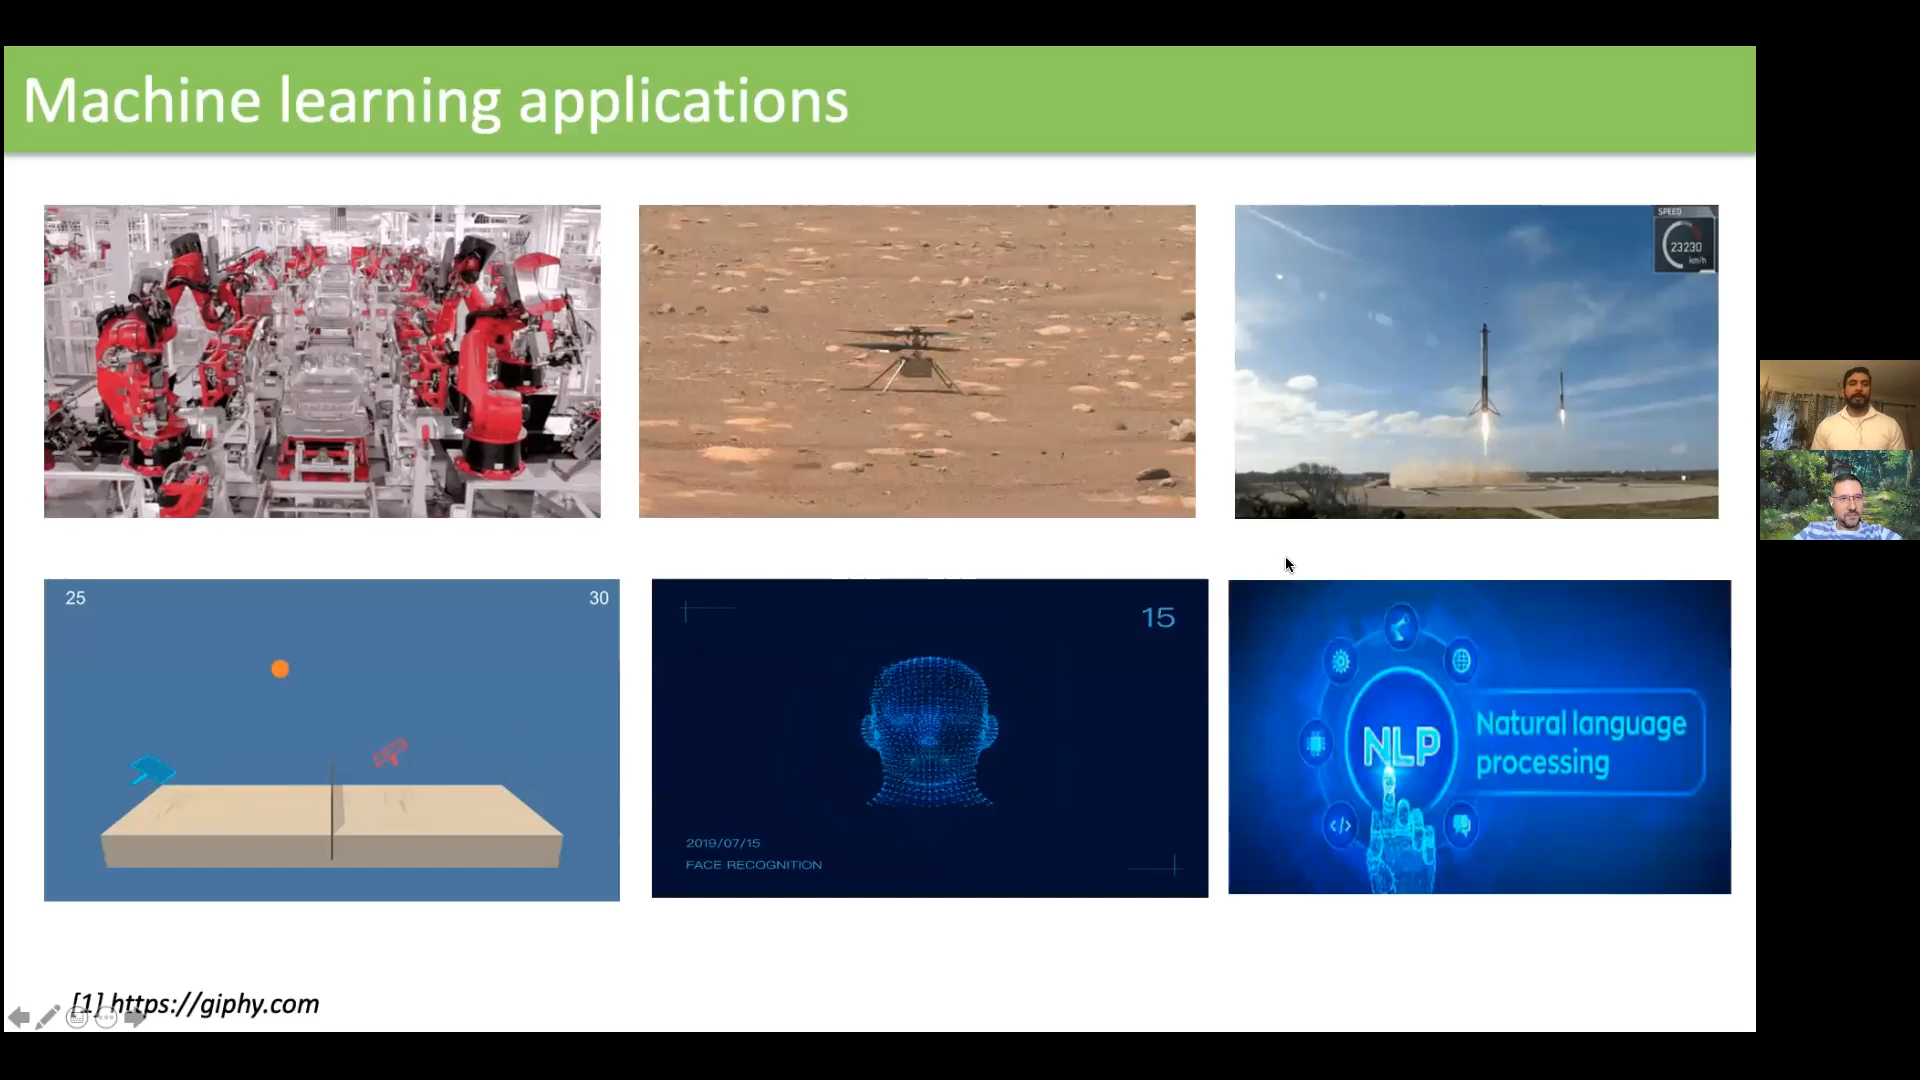 Machine learning applications
SPEED
23230
km/h
25
30
15
2019/07/15
FACE RECOGNITION
NLP
Natural language
processing
</>
[1] https://giphy.com